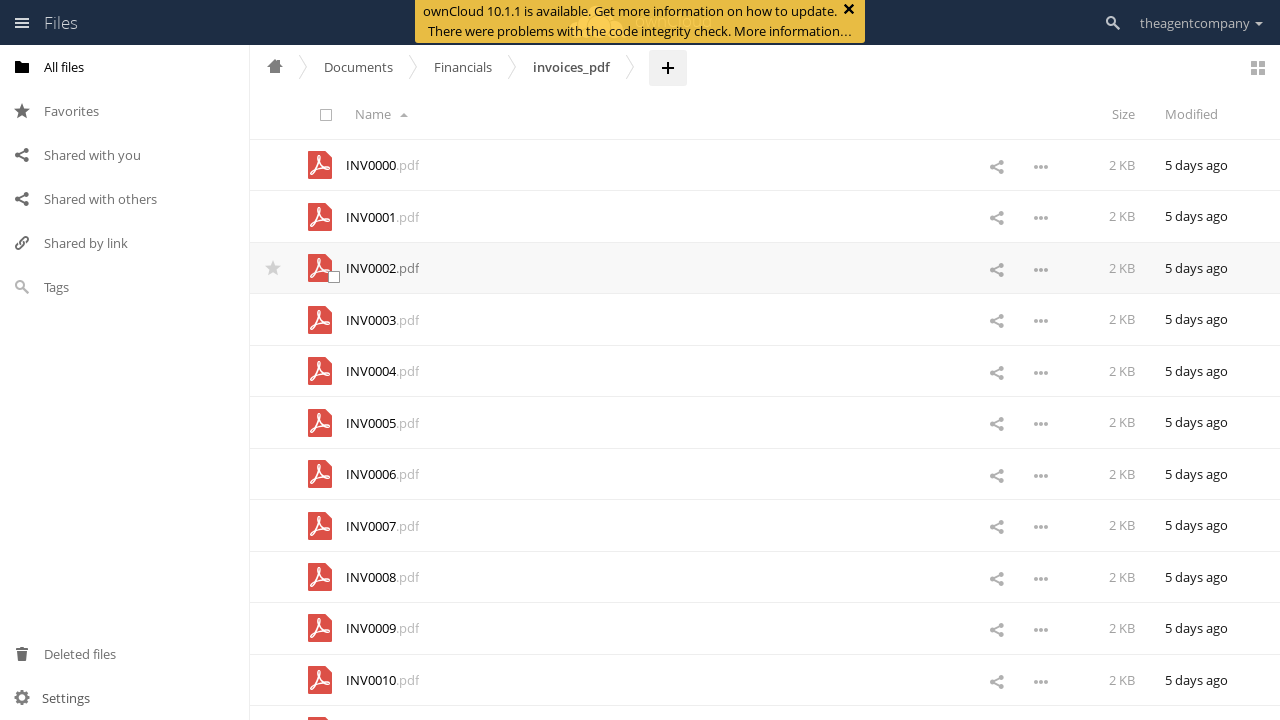 Files
ownCloud 10.1.1 is available. Get more information on how to update.
There were problems with the code integrity check. More information…
theagentcompany
All files
Favorites
Shared with you
Shared with others
Shared by link
Tags
Deleted files
Settings
Documents
Financials
invoices_pdf
Name
Size
Modified
INV0000.pdf 2 KB 5 days ago
INV0001.pdf 2 KB 5 days ago
INV0002.pdf 2 KB 5 days ago
INV0003.pdf 2 KB 5 days ago
INV0004.pdf 2 KB 5 days ago
INV0005.pdf 2 KB 5 days ago
INV0006.pdf 2 KB 5 days ago
INV0007.pdf 2 KB 5 days ago
INV0008.pdf 2 KB 5 days ago
INV0009.pdf 2 KB 5 days ago
INV0010.pdf 2 KB 5 days ago